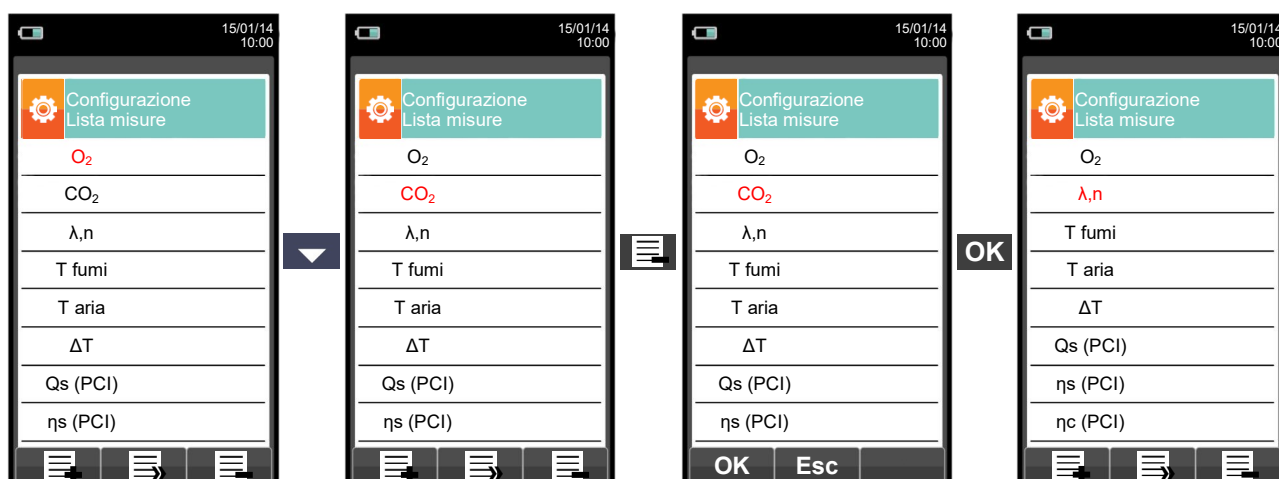 15/01/14
10:00
Configurazione
Lista misure
O₂
CO₂
λ,n
T fumi
T aria
ΔT
Qs (PCI)
ηs (PCI)
15/01/14
10:00
Configurazione
Lista misure
O₂
CO₂
λ,n
T fumi
T aria
ΔT
Qs (PCI)
ηs (PCI)
15/01/14
10:00
Configurazione
Lista misure
O₂
CO₂
λ,n
T fumi
T aria
ΔT
Qs (PCI)
ηs (PCI)
OK Esc
OK
15/01/14
10:00
Configurazione
Lista misure
O₂
λ,n
T fumi
T aria
ΔT
Qs (PCI)
ηs (PCI)
ηc (PCI)